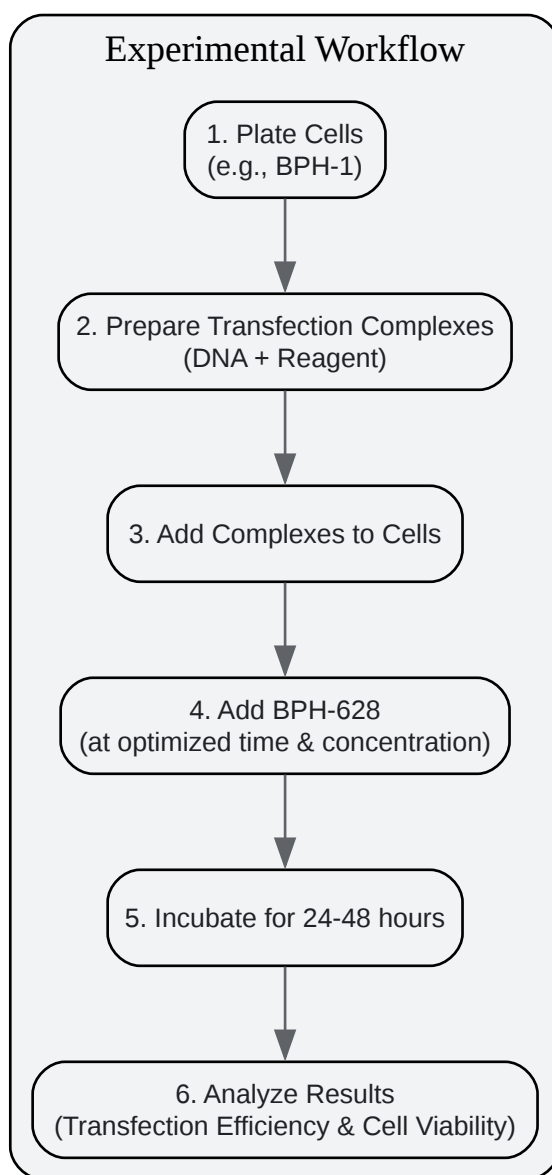 Experimental Workflow
1. Plate Cells
(e.g., BPH-1)
2. Prepare Transfection Complexes
(DNA + Reagent)
3. Add Complexes to Cells
4. Add BPH-628
(at optimized time & concentration)
5. Incubate for 24-48 hours
6. Analyze Results
(Transfection Efficiency & Cell Viability)